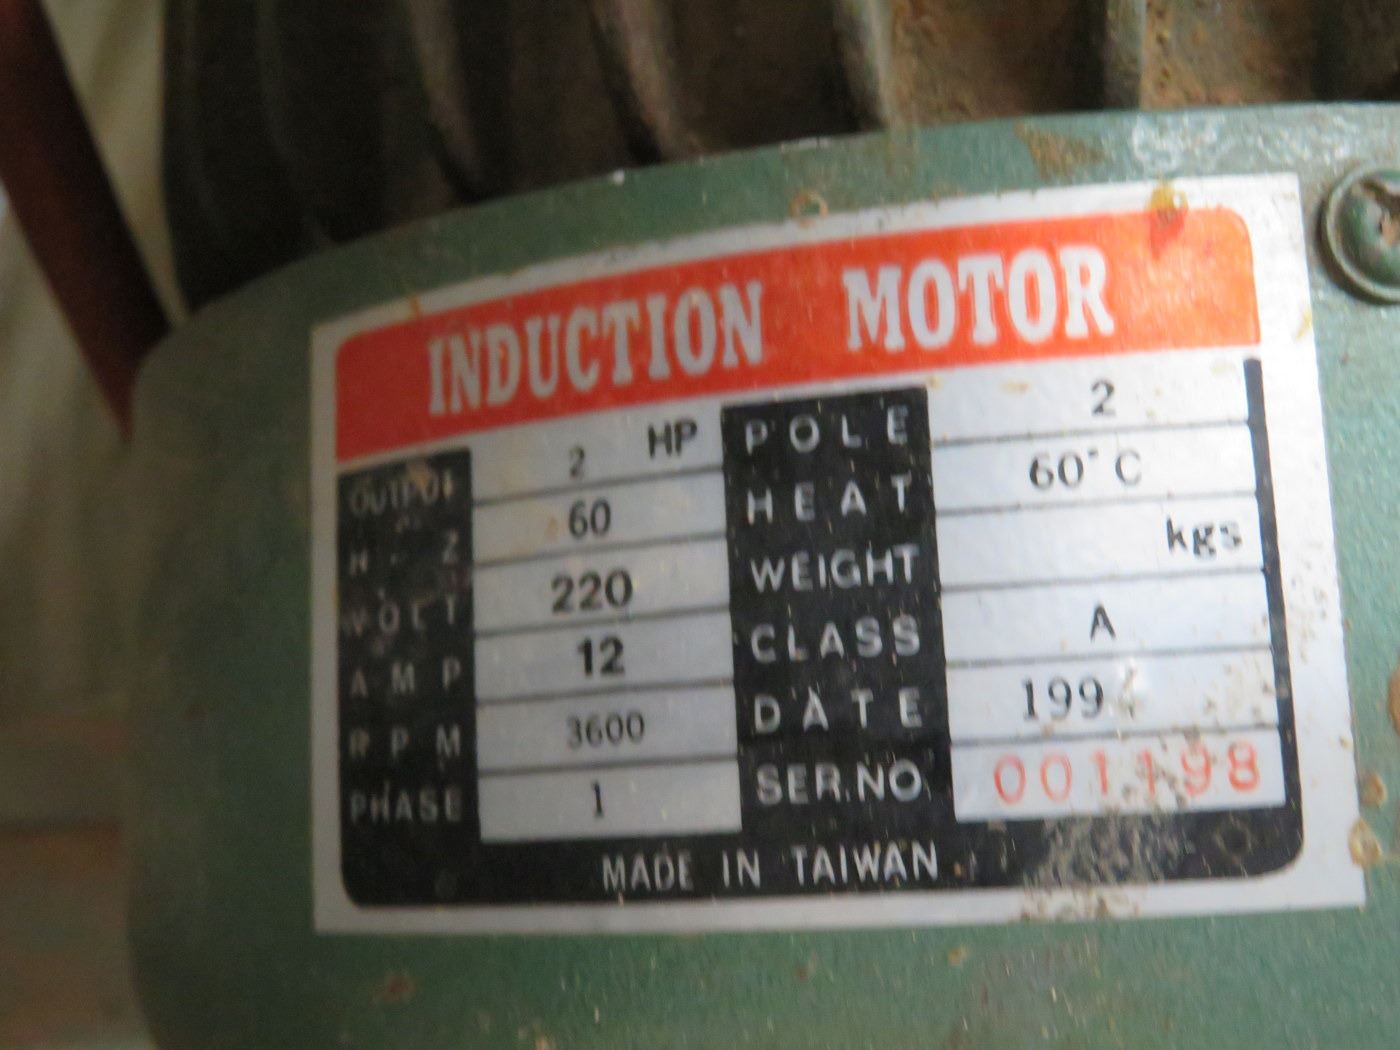 INDUCTION MOTOR
OUTPUT 2 HP POLE 2
H Z 60 HEAT 60°C
VOLT 220 WEIGHT kgs
AMP 12 CLASS A
RPM 3600 DATE 199
PHASE 1 SER.NO. 001198
MADE IN TAIWAN